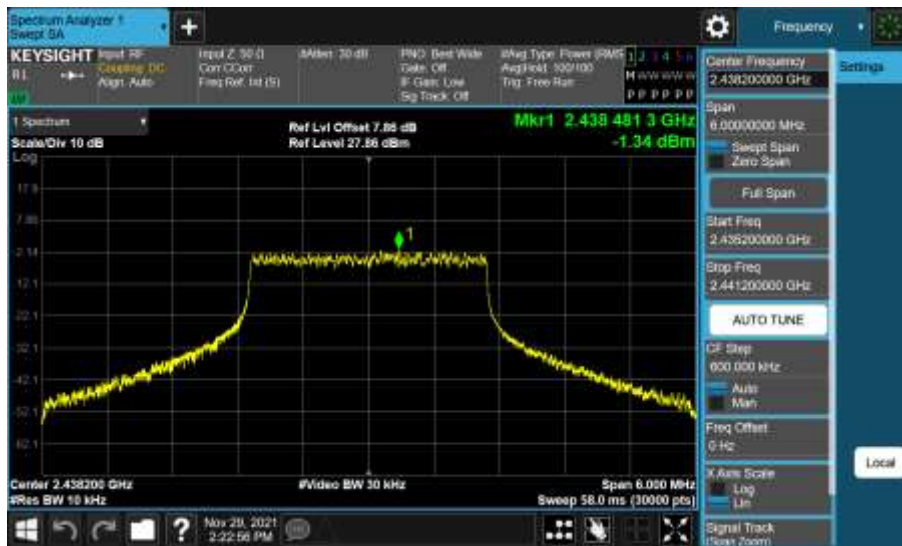 Spectrum Analyzer 1
Swept SA
Frequency
KEYSIGHT
Input: RF
Coupling: DC
Align: Auto
Input Z: 50 Ω
Corr CCorr
Freq Ref: Int (S)
#Atten: 30 dB
PNO: Best Wide
Gate: Off
IF Gain: Low
Sig Track: Off
#Avg Type: Power (RMS
Avg|Hold: 100/100
Trig: Free Run
1 2 3 4 5 6
M W W W W W
P P P P P P
1 Spectrum
Scale/Div 10 dB
Log
Ref Lvl Offset 7.86 dB
Ref Level 27.86 dBm
Mkr1 2.438 481 3 GHz
-1.34 dBm
17.9
7.86
-2.14
-12.1
-22.1
-32.1
-42.1
-52.1
-62.1
1
Center 2.438200 GHz
#Res BW 10 kHz
#Video BW 30 kHz
Span 6.000 MHz
Sweep 58.0 ms (30000 pts)
Nov 29, 2021
2:22:56 PM
Center Frequency
2.438200000 GHz
Settings
Span
6.00000000 MHz
Swept Span
Zero Span
Full Span
Start Freq
2.435200000 GHz
Stop Freq
2.441200000 GHz
AUTO TUNE
CF Step
600.000 kHz
Auto
Man
Freq Offset
0 Hz
X Axis Scale
Log
Lin
Local
Signal Track
(Span Zoom)